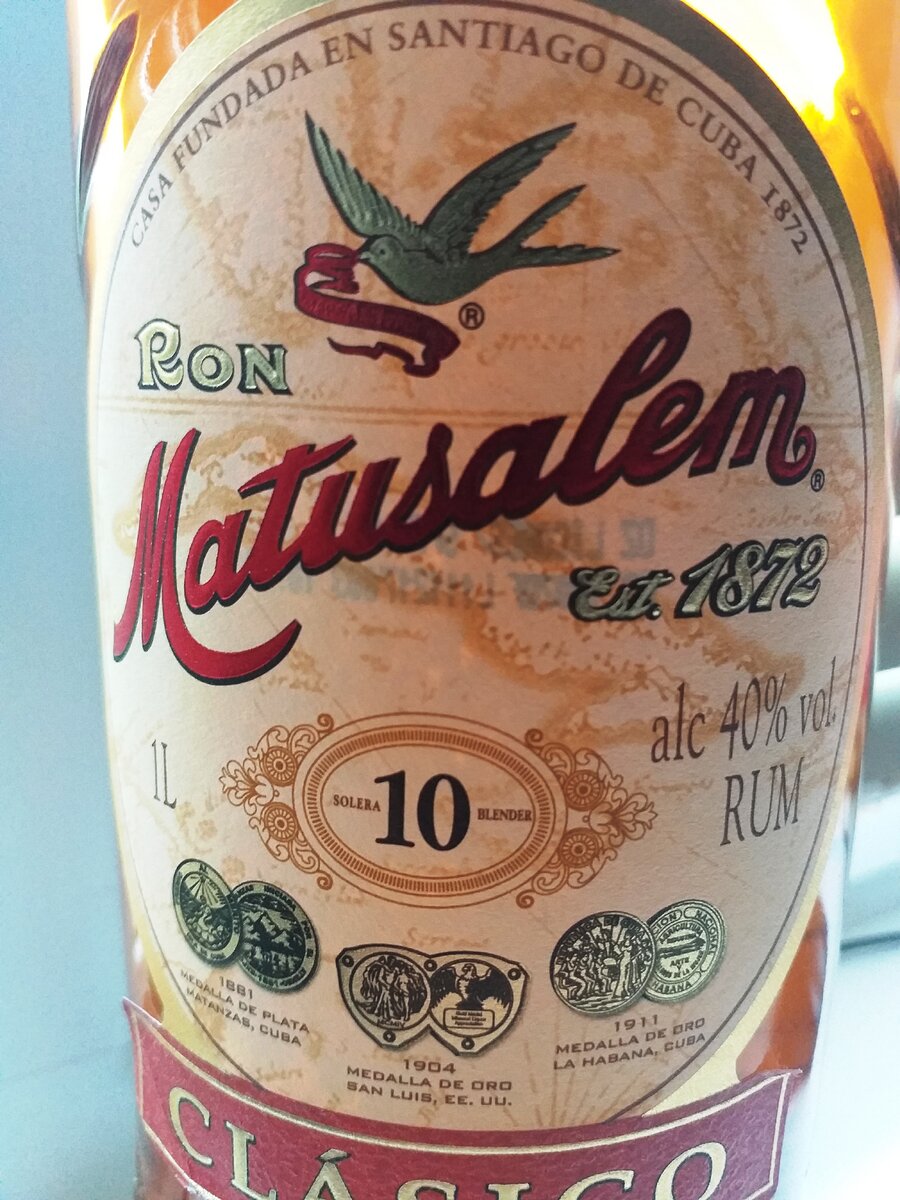 CASA FUNDADA EN SANTIAGO DE CUBA 1872
®
RON
Matusalem®
Est. 1872
alc 40% vol.
RUM
1L
SOLERA 10 BLENDER
1881
MEDALLA DE PLATA
MATANZAS, CUBA
1904
MEDALLA DE ORO
SAN LUIS, EE. UU.
1911
MEDALLA DE ORO
LA HABANA, CUBA
CLÁSICO